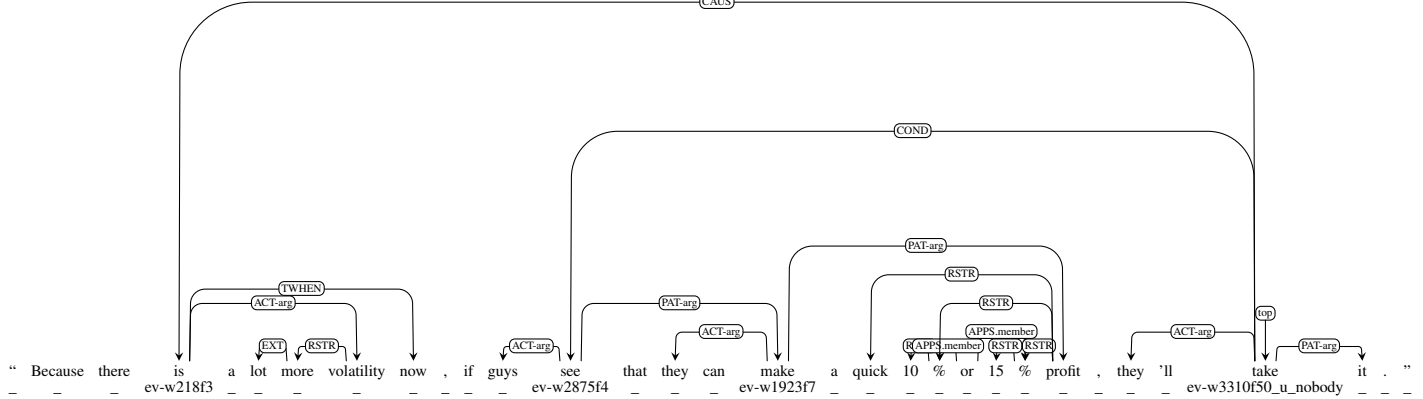 CAUS
COND
PAT-arg
RSTR
TWHEN
ACT-arg PAT-arg RSTR
top
ACT-arg APPS.member ACT-arg
EXT RSTR ACT-arg APPS.member RSTR RSTR PAT-arg
“ Because there is a lot more volatility now , if guys see that they can make a quick 10 % or 15 % profit , they ’ll take it . ”
ev-w218f3 ev-w2875f4 ev-w1923f7 ev-w3310f50_u_nobody
_ _ _ _ _ _ _ _ _ _ _ _ _ _ _ _ _ _ _ _ _ _ _ _ _ _ _ _